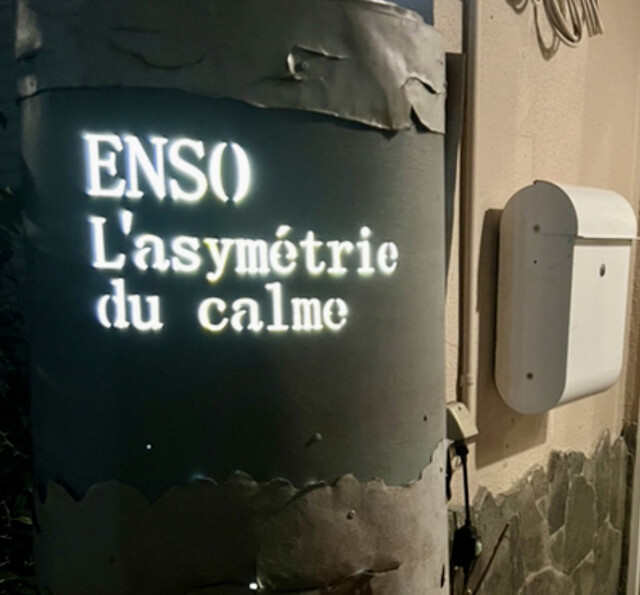 ENSO
L'asymétrie
du calme